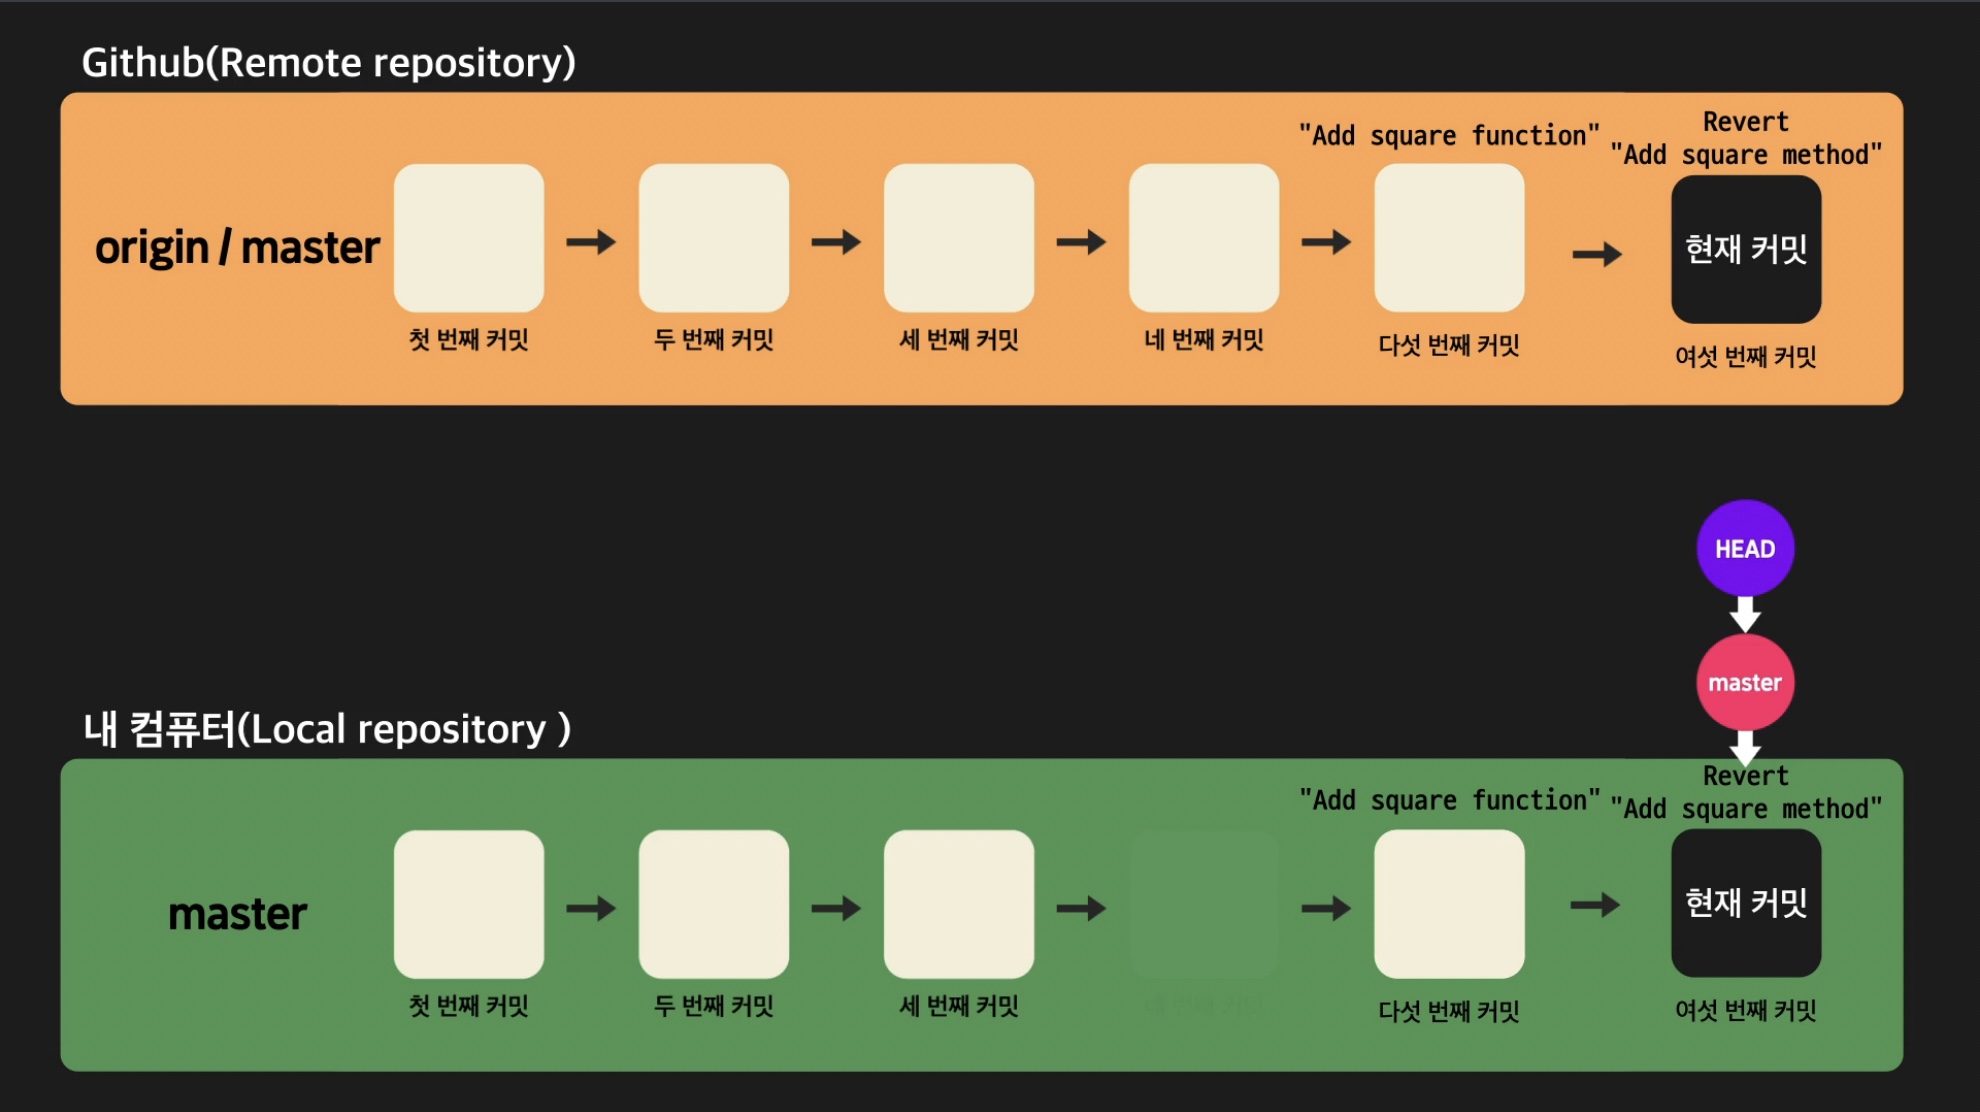 Github(Remote repository)
"Add square function"
Revert
"Add square method"
origin / master
현재 커밋
첫 번째 커밋
두 번째 커밋
세 번째 커밋
네 번째 커밋
다섯 번째 커밋
여섯 번째 커밋
HEAD
master
내 컴퓨터(Local repository )
"Add square function"
Revert
"Add square method"
master
현재 커밋
첫 번째 커밋
두 번째 커밋
세 번째 커밋
다섯 번째 커밋
여섯 번째 커밋